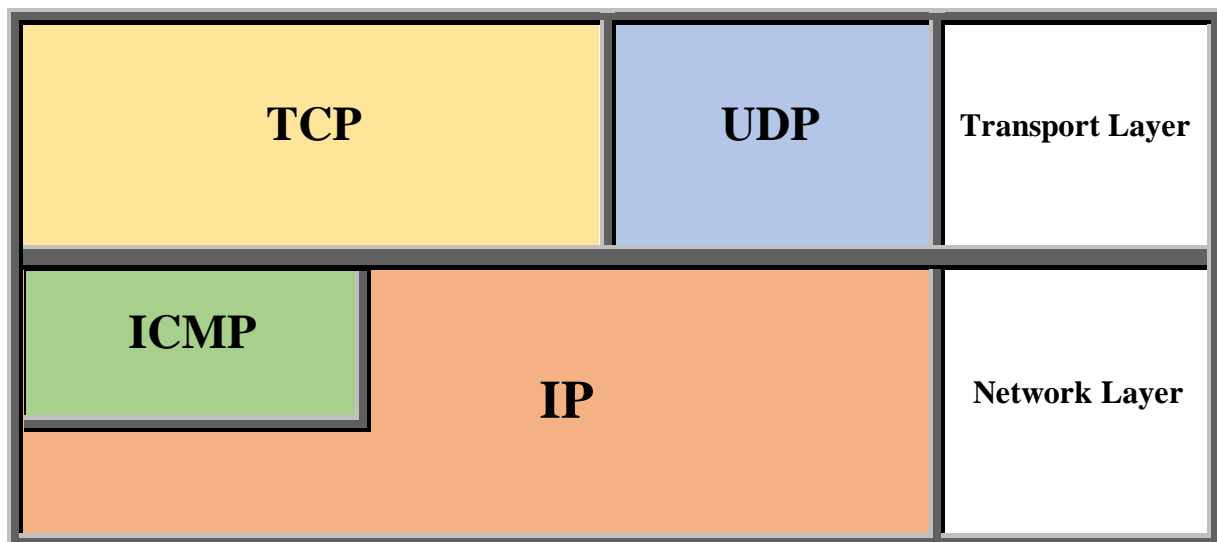 TCP
UDP
Transport Layer
ICMP
IP
Network Layer